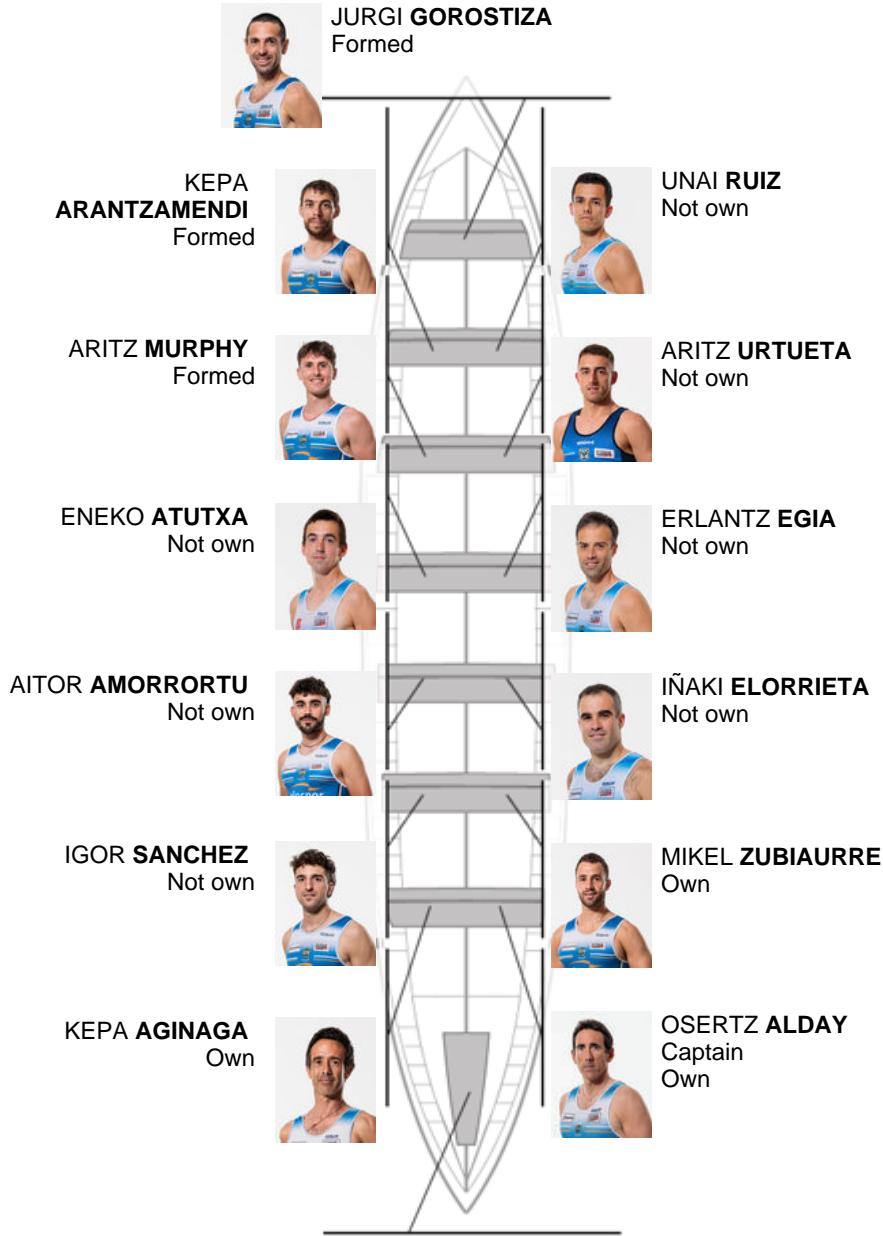 JURGI GOROSTIZA
Formed
KEPA
ARANTZAMENDI
Formed
UNAI RUIZ
Not own
ARITZ MURPHY
Formed
ARITZ URTUETA
Not own
ENEKO ATUTXA
Not own
ERLANTZ EGIA
Not own
AITOR AMORRORTU
Not own
IÑAKI ELORRIETA
Not own
IGOR SANCHEZ
Not own
MIKEL ZUBIAURRE
Own
KEPA AGINAGA
Own
OSERTZ ALDAY
Captain
Own